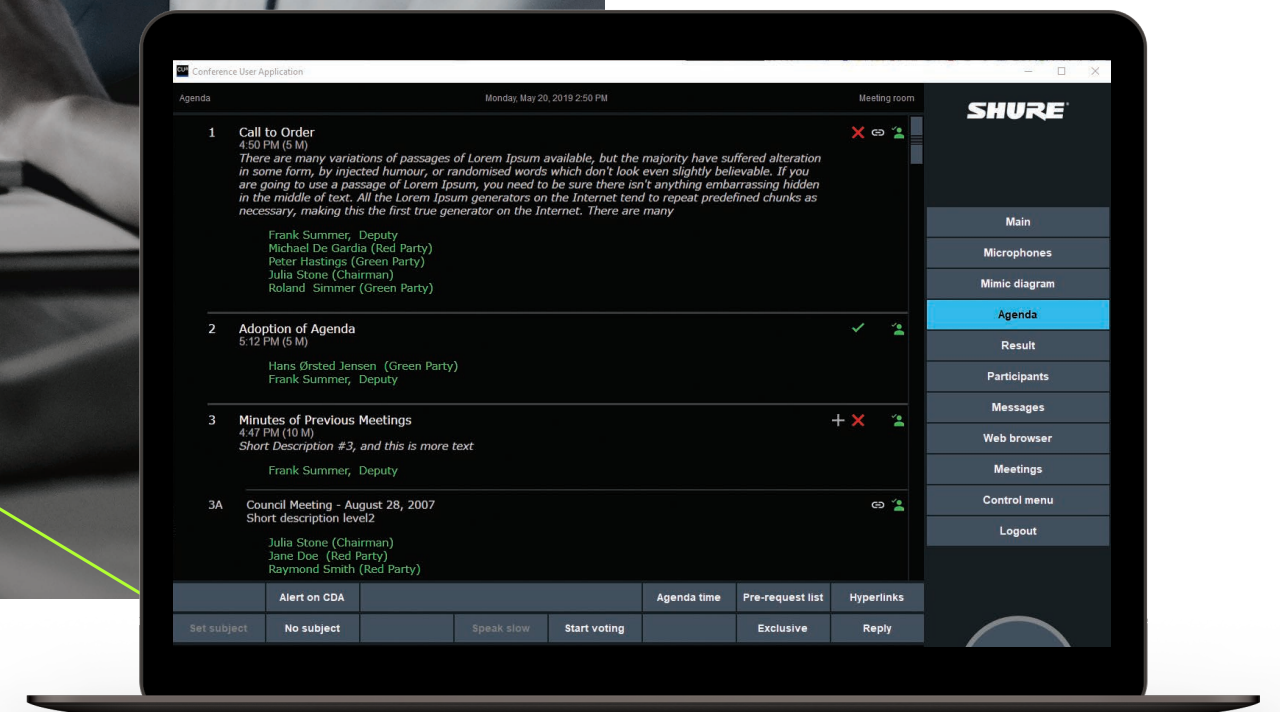 CUA Conference User Application
Agenda Monday, May 20, 2019 2:50 PM Meeting room
SHURE
1 Call to Order
4:50 PM (5 M)
There are many variations of passages of Lorem Ipsum available, but the majority have suffered alteration
in some form, by injected humour, or randomised words which don't look even slightly believable. If you
are going to use a passage of Lorem Ipsum, you need to be sure there isn't anything embarrassing hidden
in the middle of text. All the Lorem Ipsum generators on the Internet tend to repeat predefined chunks as
necessary, making this the first true generator on the Internet. There are many
Frank Summer, Deputy
Michael De Gardia (Red Party)
Peter Hastings (Green Party)
Julia Stone (Chairman)
Roland Simmer (Green Party)
2 Adoption of Agenda
5:12 PM (5 M)
Hans Ørsted Jensen (Green Party)
Frank Summer, Deputy
3 Minutes of Previous Meetings
4:47 PM (10 M)
Short Description #3, and this is more text
Frank Summer, Deputy
3A Council Meeting - August 28, 2007
Short description level2
Julia Stone (Chairman)
Jane Doe (Red Party)
Raymond Smith (Red Party)
Main
Microphones
Mimic diagram
Agenda
Result
Participants
Messages
Web browser
Meetings
Control menu
Logout
Alert on CDA Agenda time Pre-request list Hyperlinks
Set subject No subject Speak slow Start voting Exclusive Reply